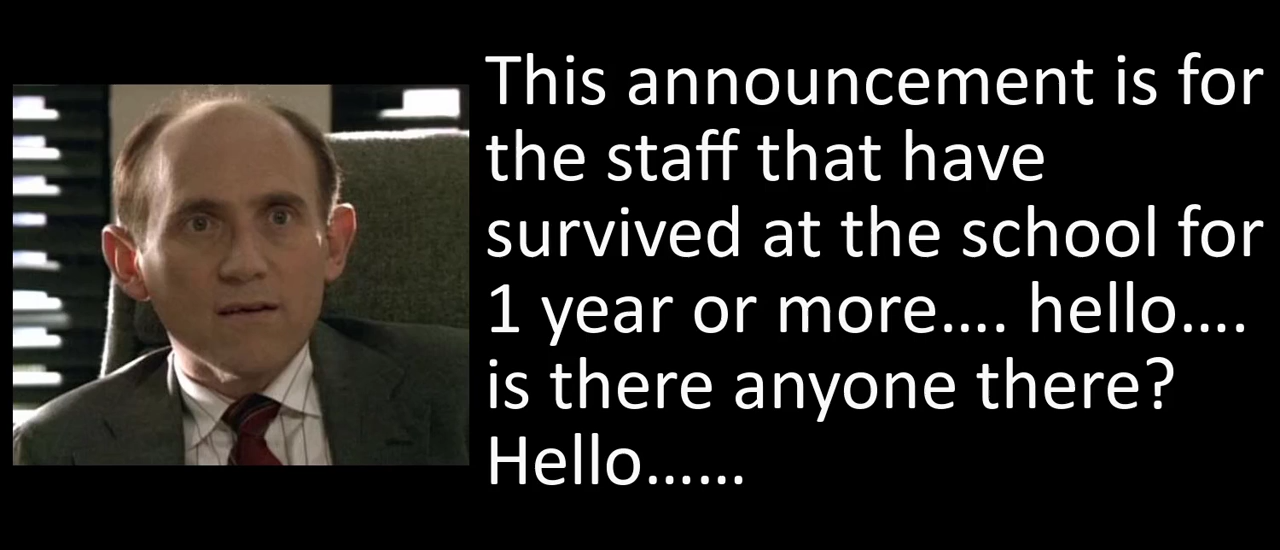 This announcement is for
the staff that have
survived at the school for
1 year or more.... hello....
is there anyone there?
Hello......